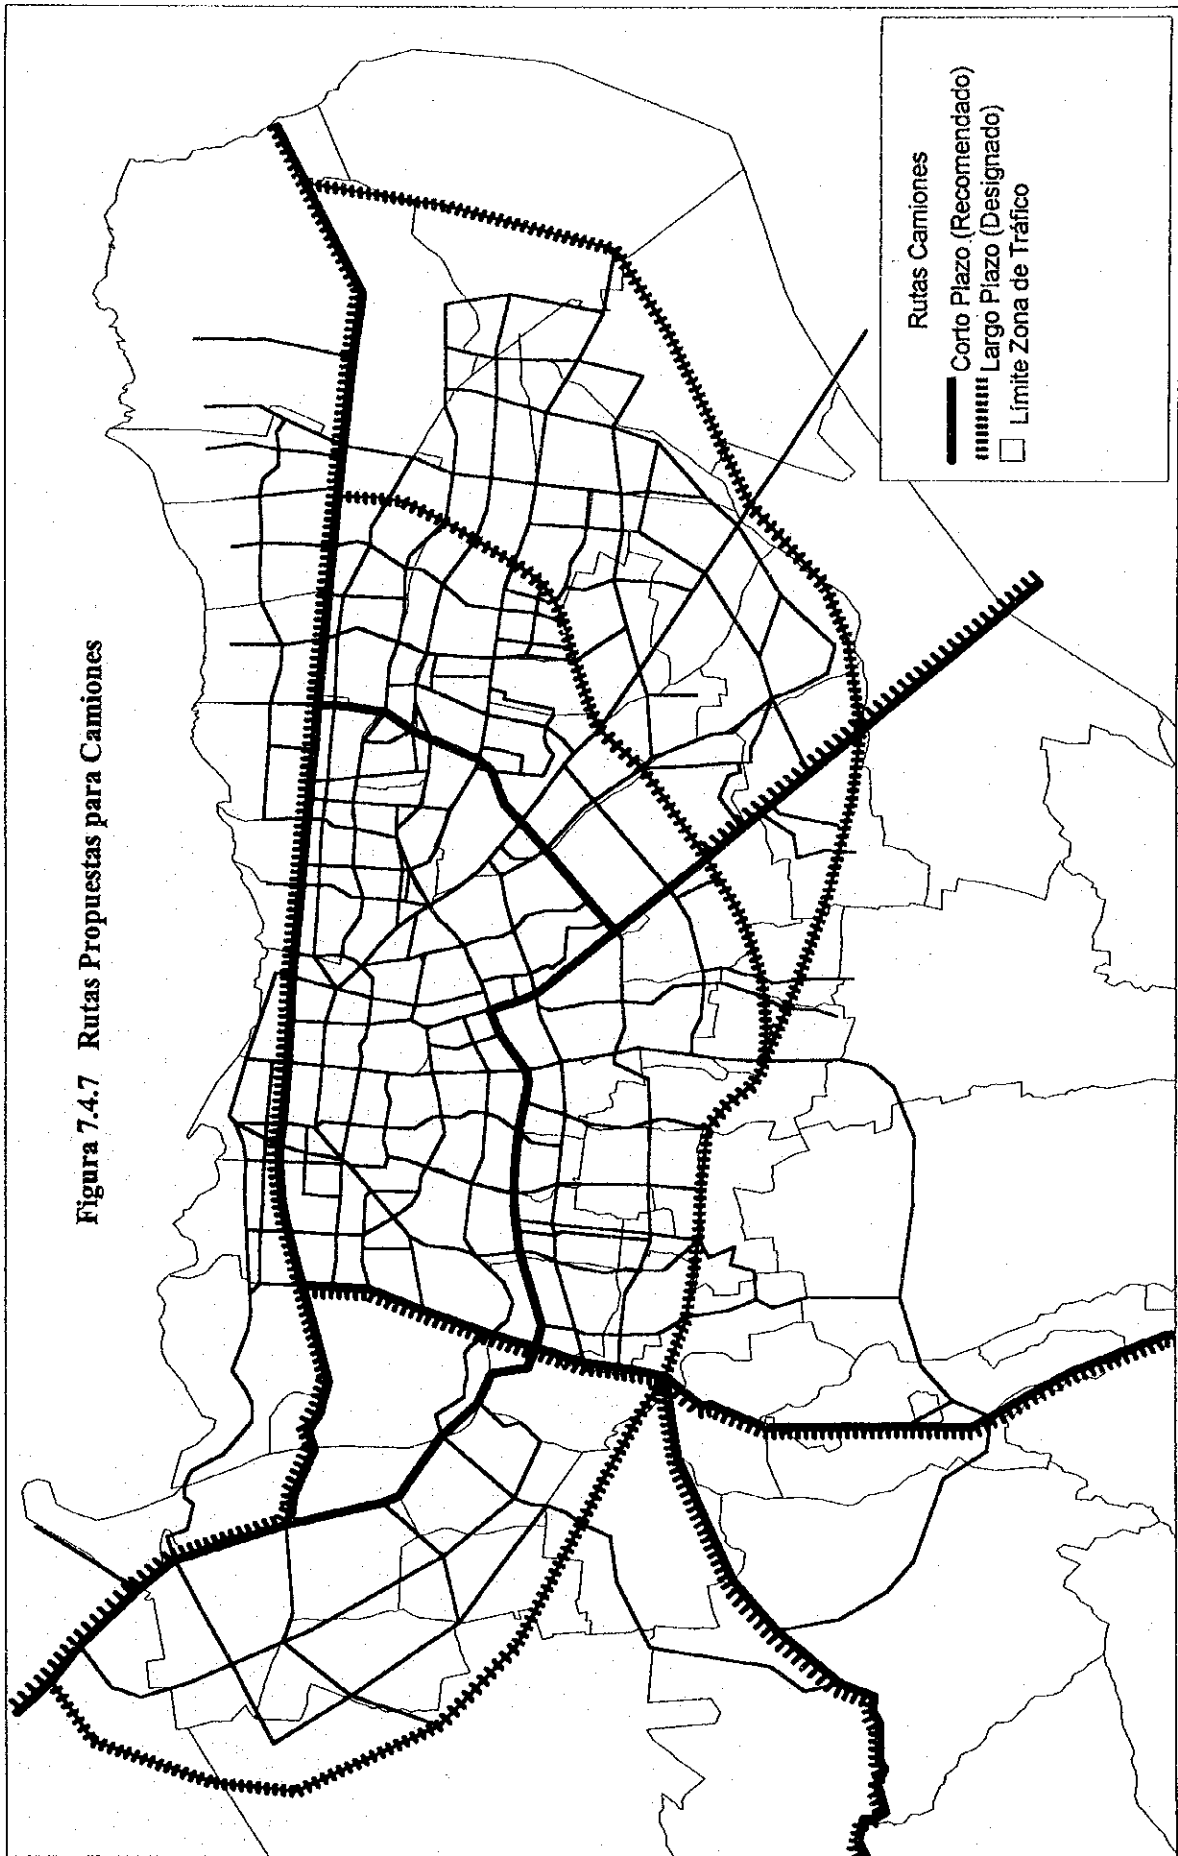 Figura 7.4.7 Rutas Propuestas para Camiones
Rutas Camiones
Corto Plazo (Recomendado)
Largo Plazo (Designado)
Límite Zona de Tráfico